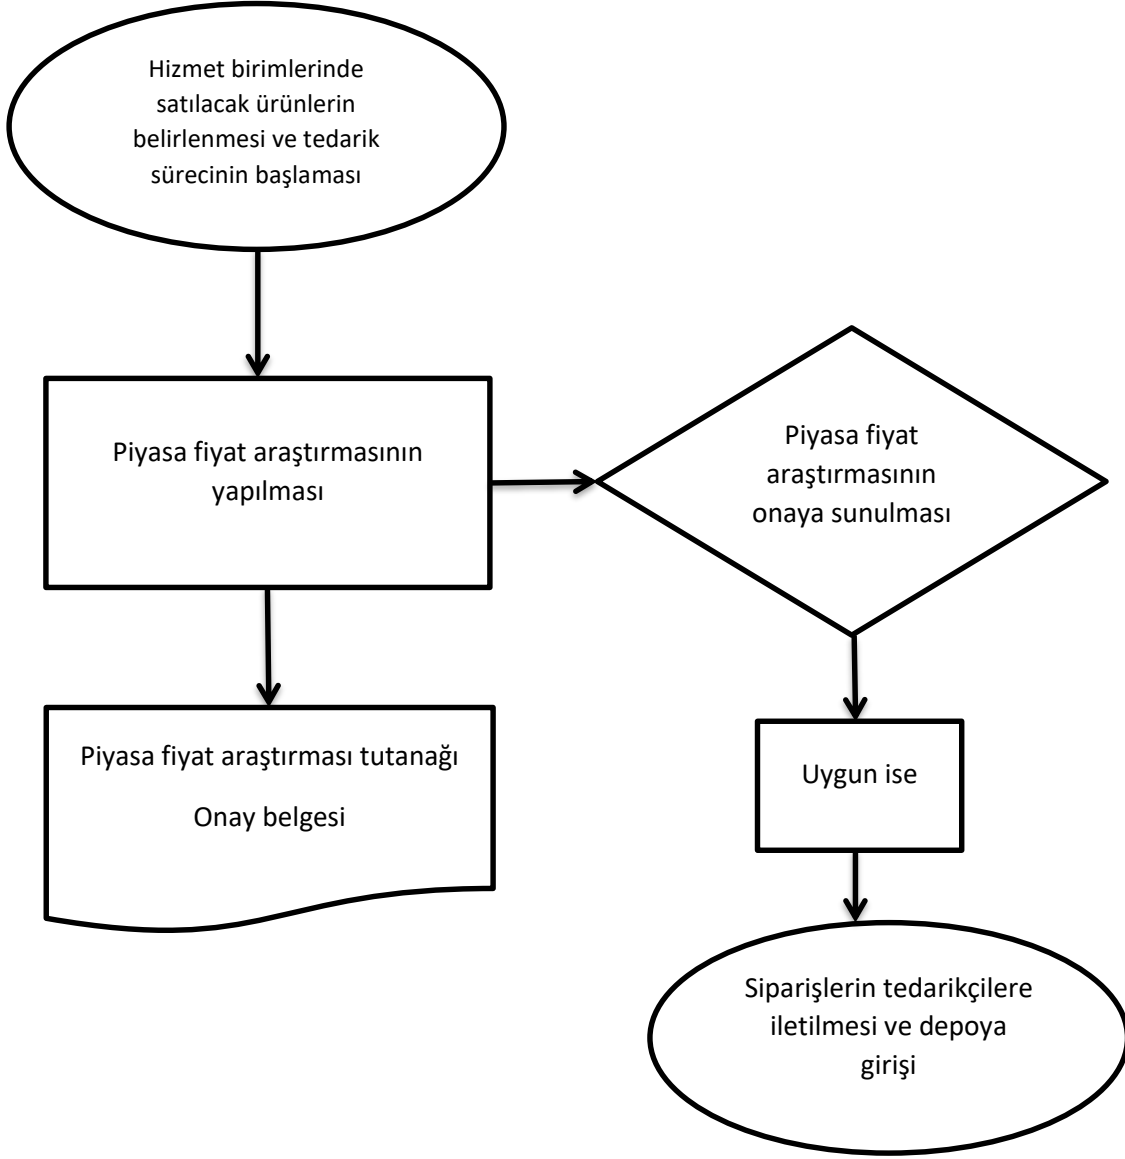 Hizmet birimlerinde
satılacak ürünlerin
belirlenmesi ve tedarik
sürecinin başlaması
Piyasa fiyat araştırmasının
yapılması
Piyasa fiyat
araştırmasının
onaya sunulması
Piyasa fiyat araştırması tutanağı
Onay belgesi
Uygun ise
Siparişlerin tedarikçilere
iletilmesi ve depoya
girişi